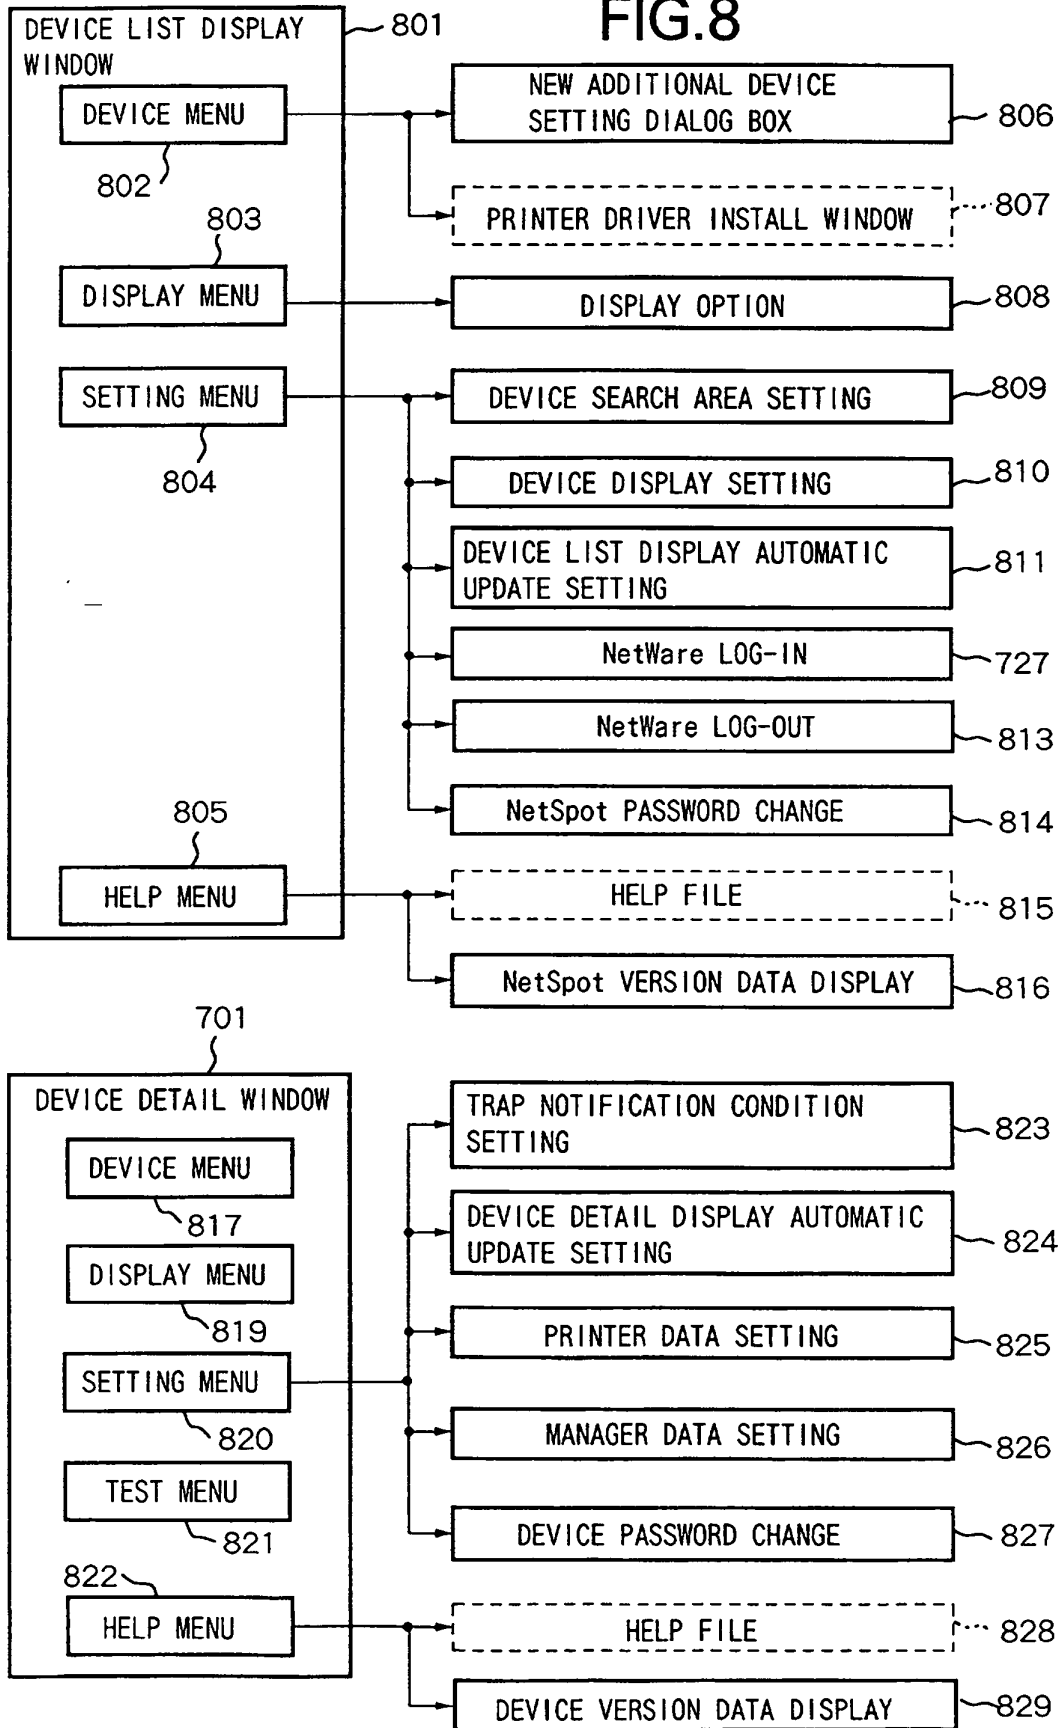 FIG.8
DEVICE LIST DISPLAY
WINDOW
801
DEVICE MENU
802
NEW ADDITIONAL DEVICE
SETTING DIALOG BOX
806
PRINTER DRIVER INSTALL WINDOW
807
803
DISPLAY MENU
DISPLAY OPTION
808
SETTING MENU
804
DEVICE SEARCH AREA SETTING
809
DEVICE DISPLAY SETTING
810
DEVICE LIST DISPLAY AUTOMATIC
UPDATE SETTING
811
NetWare LOG-IN
727
NetWare LOG-OUT
813
NetSpot PASSWORD CHANGE
814
805
HELP MENU
HELP FILE
815
NetSpot VERSION DATA DISPLAY
816
701
DEVICE DETAIL WINDOW
DEVICE MENU
817
DISPLAY MENU
819
SETTING MENU
820
TEST MENU
821
822
HELP MENU
TRAP NOTIFICATION CONDITION
SETTING
823
DEVICE DETAIL DISPLAY AUTOMATIC
UPDATE SETTING
824
PRINTER DATA SETTING
825
MANAGER DATA SETTING
826
DEVICE PASSWORD CHANGE
827
HELP FILE
828
DEVICE VERSION DATA DISPLAY
829